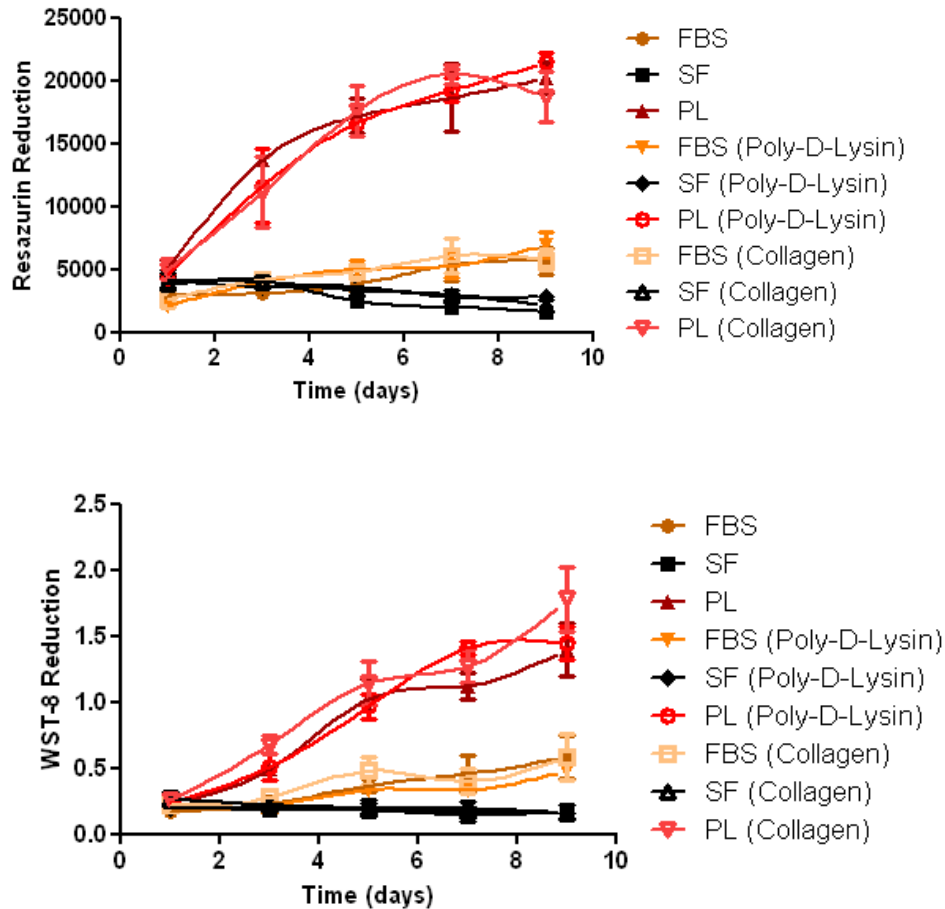 Resazurin Reduction
25000
20000
15000
10000
5000
0
0 2 4 6 8 10
Time (days)
FBS
SF
PL
FBS (Poly-D-Lysin)
SF (Poly-D-Lysin)
PL (Poly-D-Lysin)
FBS (Collagen)
SF (Collagen)
PL (Collagen)
WST-8 Reduction
2.5
2.0
1.5
1.0
0.5
0.0
0 2 4 6 8 10
Time (days)
FBS
SF
PL
FBS (Poly-D-Lysin)
SF (Poly-D-Lysin)
PL (Poly-D-Lysin)
FBS (Collagen)
SF (Collagen)
PL (Collagen)